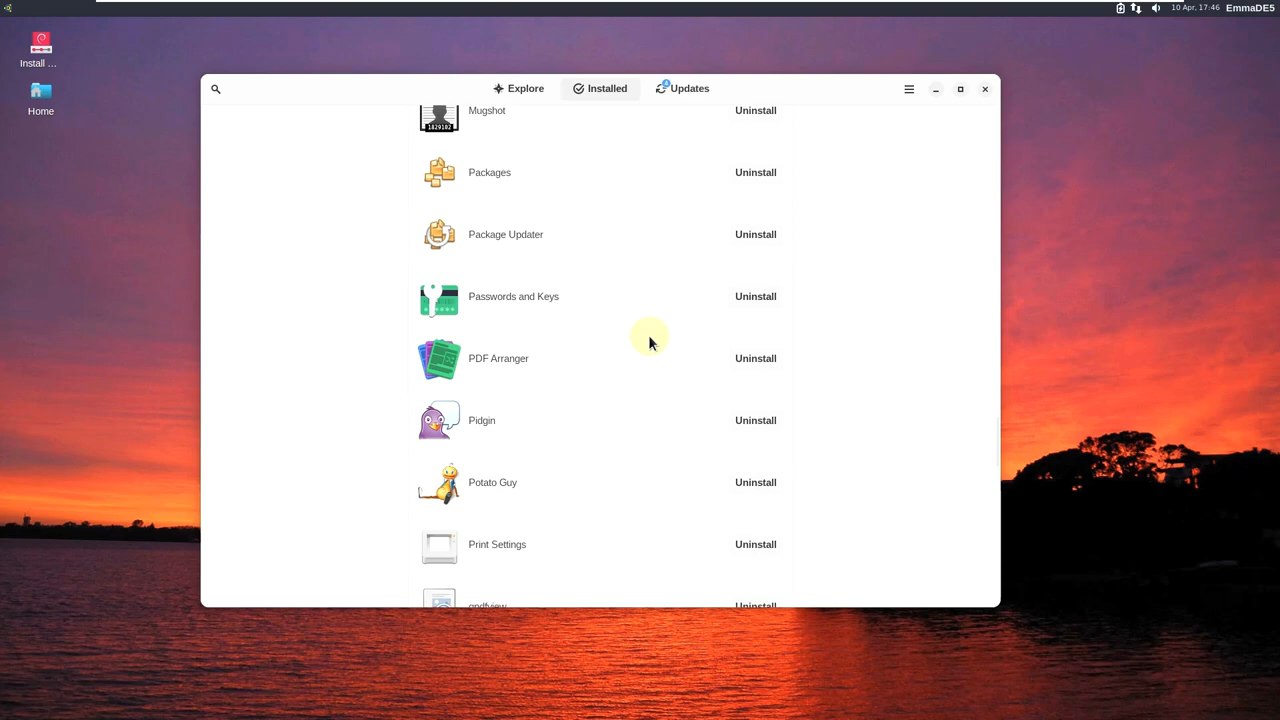 10 Apr, 17:46
EmmaDE5
Install ...
Home
Explore
Installed
Updates
Mugshot
Uninstall
Packages
Uninstall
Package Updater
Uninstall
Passwords and Keys
Uninstall
PDF Arranger
Uninstall
Pidgin
Uninstall
Potato Guy
Uninstall
Print Settings
Uninstall
qpdfview
Uninstall